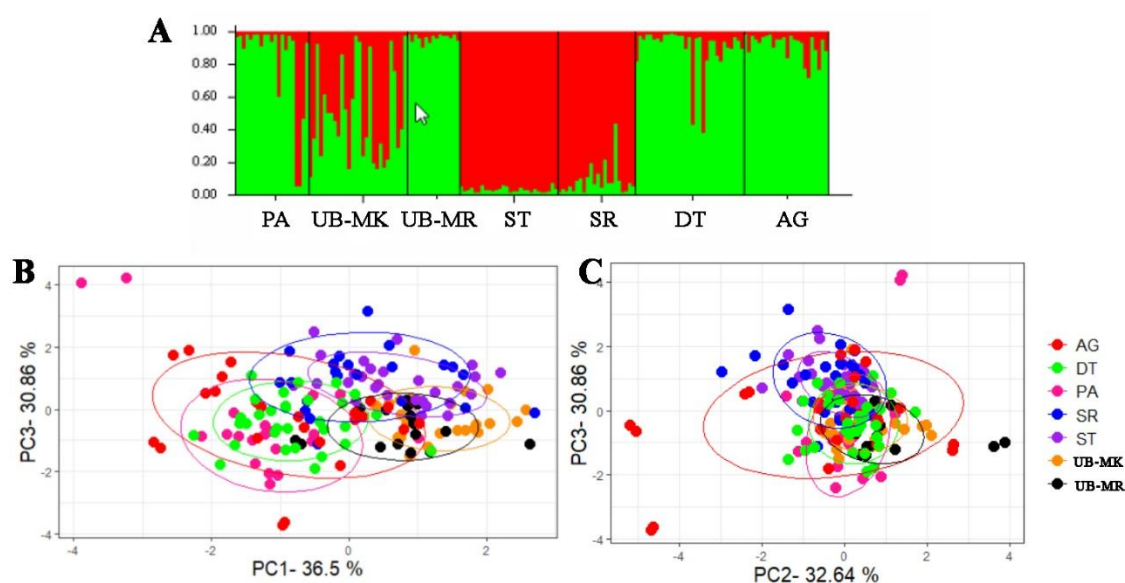 A
1.00
0.80
0.60
0.40
0.20
0.00
PA UB-MK UB-MR ST SR DT AG
B
4
2
0
-2
-4
PC3- 30.86 %
-4 -2 0 2
PC1- 36.5 %
C
4
2
0
-2
-4
PC3- 30.86 %
-4 -2 0 2 4
PC2- 32.64 %
AG
DT
PA
SR
ST
UB-MK
UB-MR